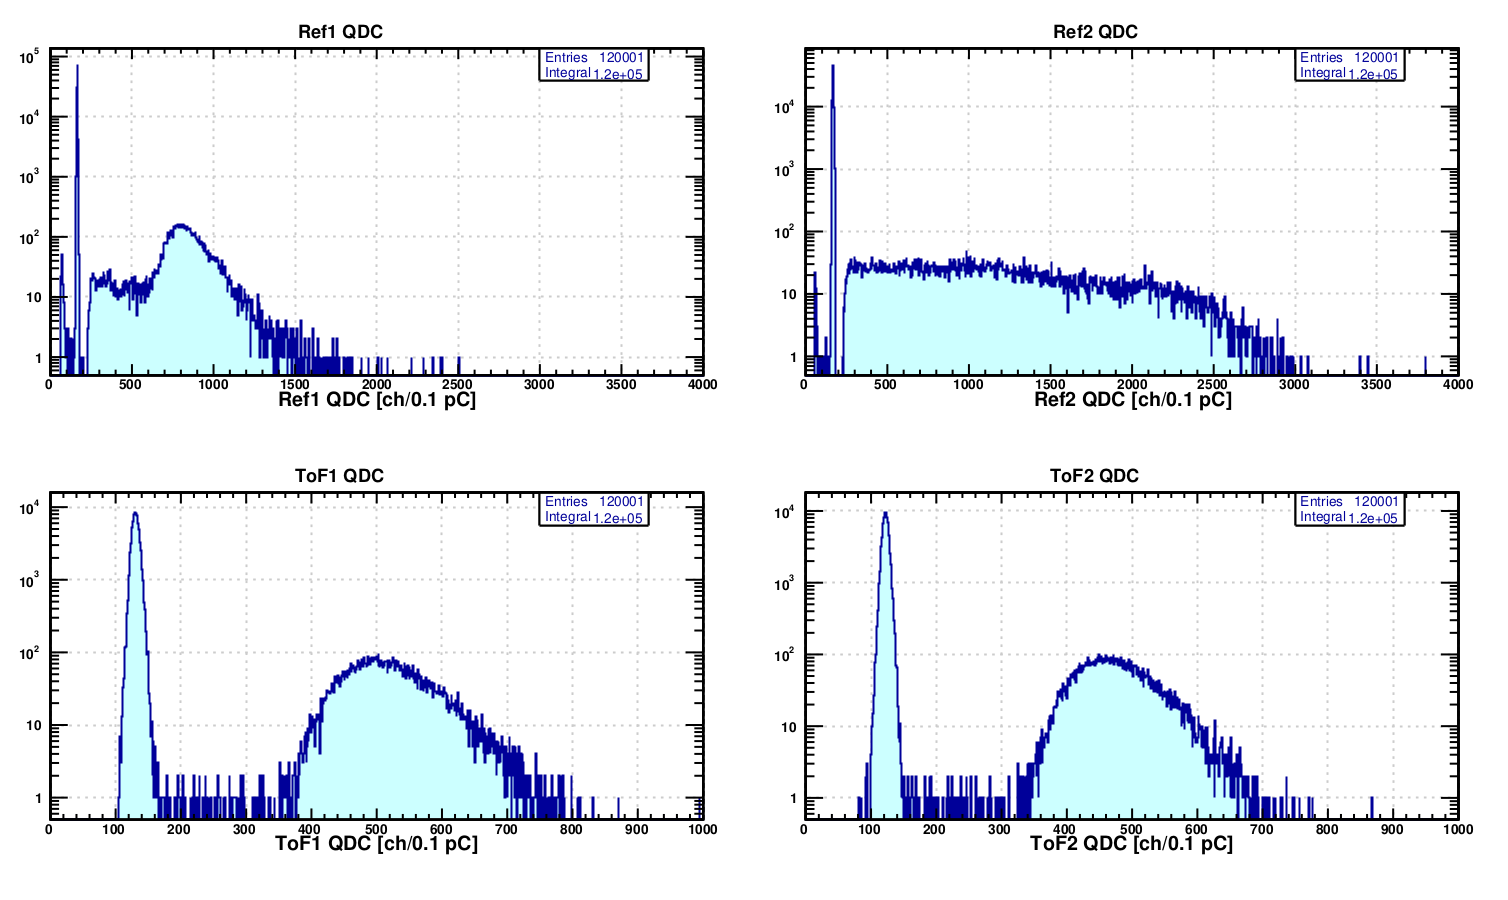 Ref1 QDC
Entries 120001
Integral 1.2e+05
10^5
10^4
10^3
10^2
10
1
0 500 1000 1500 2000 2500 3000 3500 4000
Ref1 QDC [ch/0.1 pC]
Ref2 QDC
Entries 120001
Integral 1.2e+05
10^4
10^3
10^2
10
1
0 500 1000 1500 2000 2500 3000 3500 4000
Ref2 QDC [ch/0.1 pC]
ToF1 QDC
Entries 120001
Integral 1.2e+05
10^4
10^3
10^2
10
1
0 100 200 300 400 500 600 700 800 900 1000
ToF1 QDC [ch/0.1 pC]
ToF2 QDC
Entries 120001
Integral 1.2e+05
10^4
10^3
10^2
10
1
0 100 200 300 400 500 600 700 800 900 1000
ToF2 QDC [ch/0.1 pC]